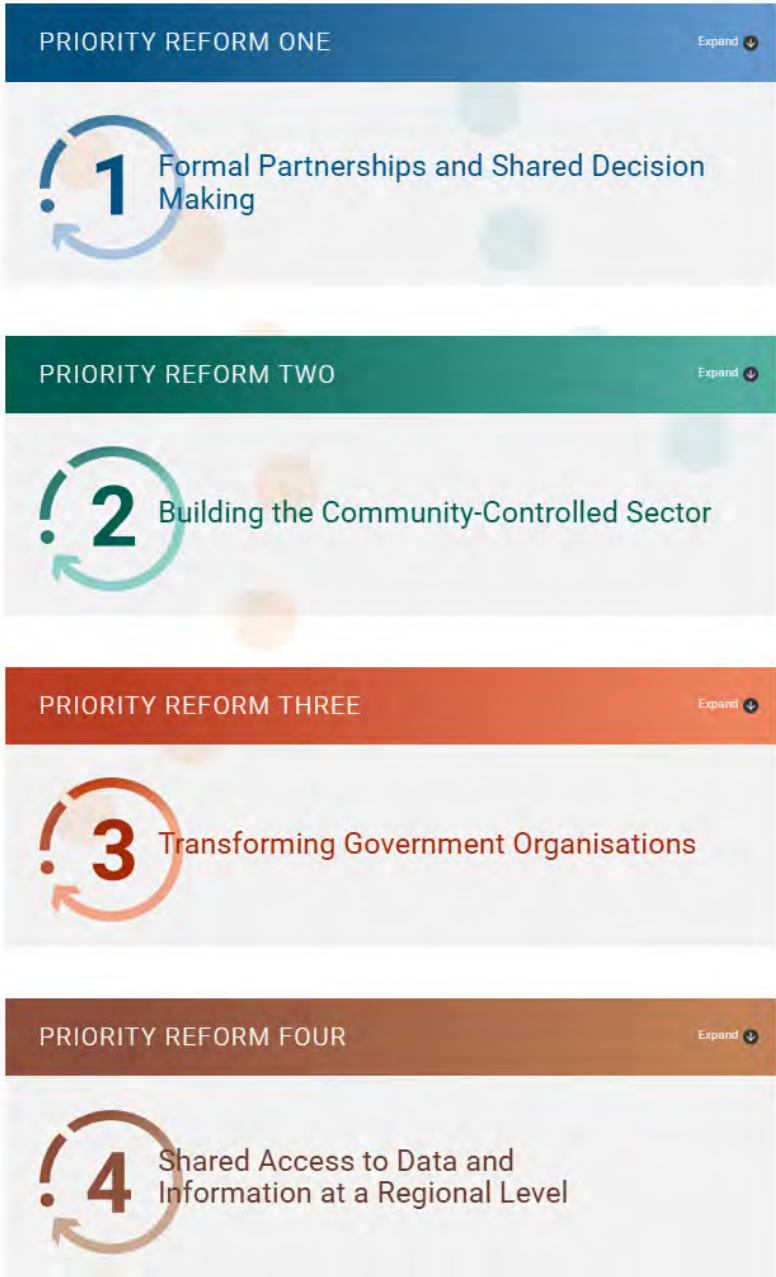 PRIORITY REFORM ONE
Expand
1
Formal Partnerships and Shared Decision
Making
PRIORITY REFORM TWO
Expand
2
Building the Community-Controlled Sector
PRIORITY REFORM THREE
Expand
3
Transforming Government Organisations
PRIORITY REFORM FOUR
Expand
4
Shared Access to Data and
Information at a Regional Level